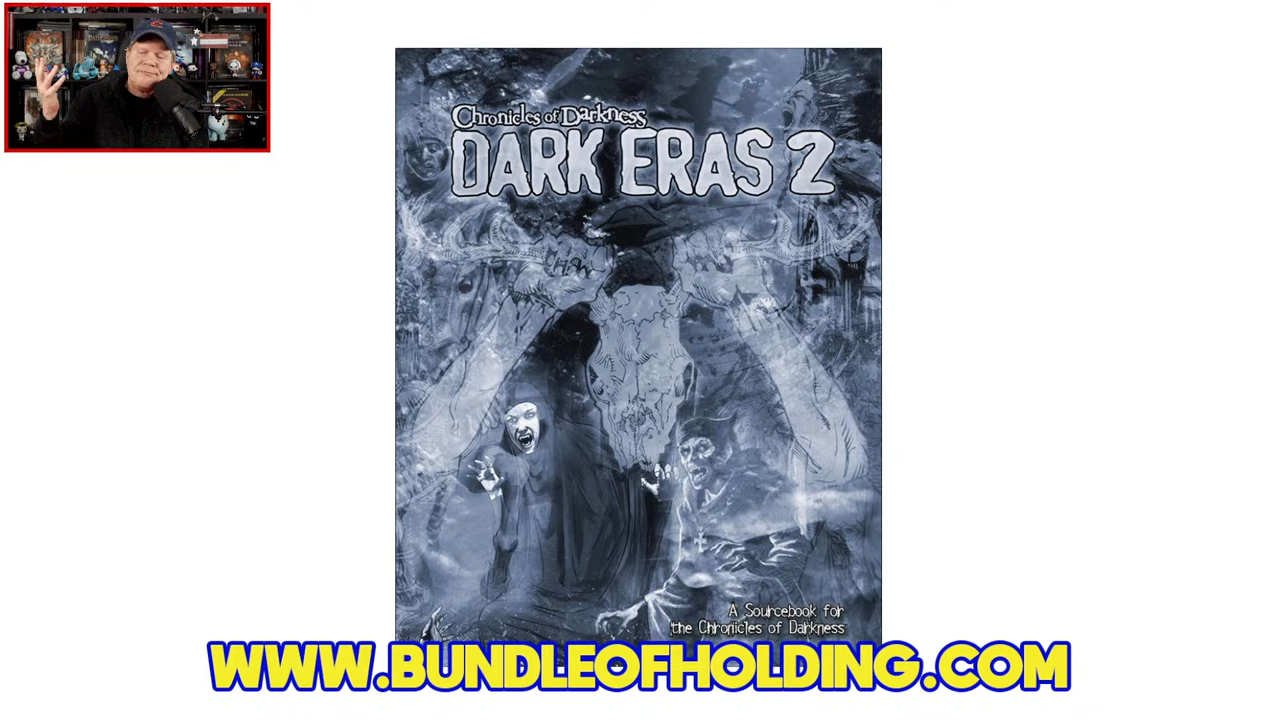 Chronicles of Darkness
DARK ERAS 2
A Sourcebook for
the Chronicles of Darkness
WWW.BUNDLEOFHOLDING.COM